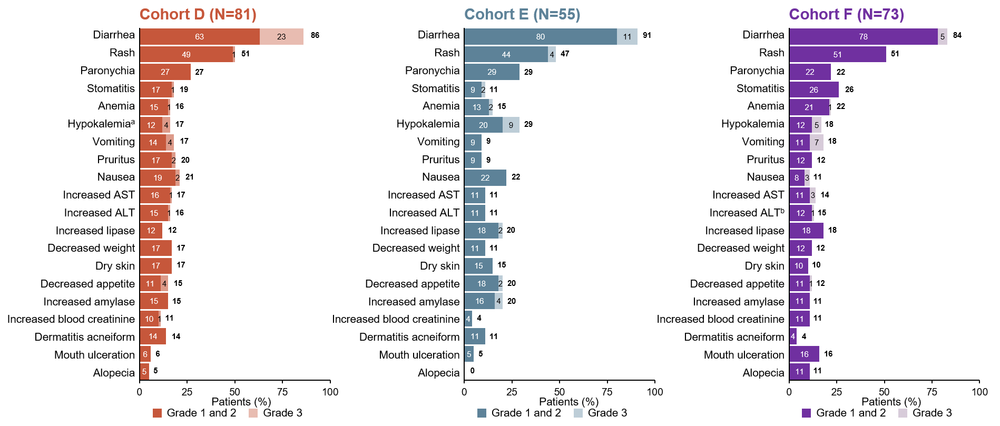 Cohort D (N=81)
Diarrhea 63 23 86
Rash 49 1 51
Paronychia 27 27
Stomatitis 17 1 19
Anemia 15 1 16
Hypokalemiaᵃ 12 4 17
Vomiting 14 4 17
Pruritus 17 2 20
Nausea 19 2 21
Increased AST 16 1 17
Increased ALT 15 1 16
Increased lipase 12 12
Decreased weight 17 17
Dry skin 17 17
Decreased appetite 11 4 15
Increased amylase 15 15
Increased blood creatinine 10 1 11
Dermatitis acneiform 14 14
Mouth ulceration 6 6
Alopecia 5 5
0 25 50 75 100
Patients (%)
Grade 1 and 2 Grade 3
Cohort E (N=55)
Diarrhea 80 11 91
Rash 44 4 47
Paronychia 29 29
Stomatitis 9 2 11
Anemia 13 2 15
Hypokalemia 20 9 29
Vomiting 9 9
Pruritus 9 9
Nausea 22 22
Increased AST 11 11
Increased ALT 11 11
Increased lipase 18 2 20
Decreased weight 11 11
Dry skin 15 15
Decreased appetite 18 2 20
Increased amylase 16 4 20
Increased blood creatinine 4 4
Dermatitis acneiform 11 11
Mouth ulceration 5 5
Alopecia 0
0 25 50 75 100
Patients (%)
Grade 1 and 2 Grade 3
Cohort F (N=73)
Diarrhea 78 5 84
Rash 51 51
Paronychia 22 22
Stomatitis 26 26
Anemia 21 1 22
Hypokalemia 12 5 18
Vomiting 11 7 18
Pruritus 12 12
Nausea 8 3 11
Increased AST 11 3 14
Increased ALTᵇ 12 1 15
Increased lipase 18 18
Decreased weight 12 12
Dry skin 10 10
Decreased appetite 11 1 12
Increased amylase 11 11
Increased blood creatinine 11 11
Dermatitis acneiform 4 4
Mouth ulceration 16 16
Alopecia 11 11
0 25 50 75 100
Patients (%)
Grade 1 and 2 Grade 3